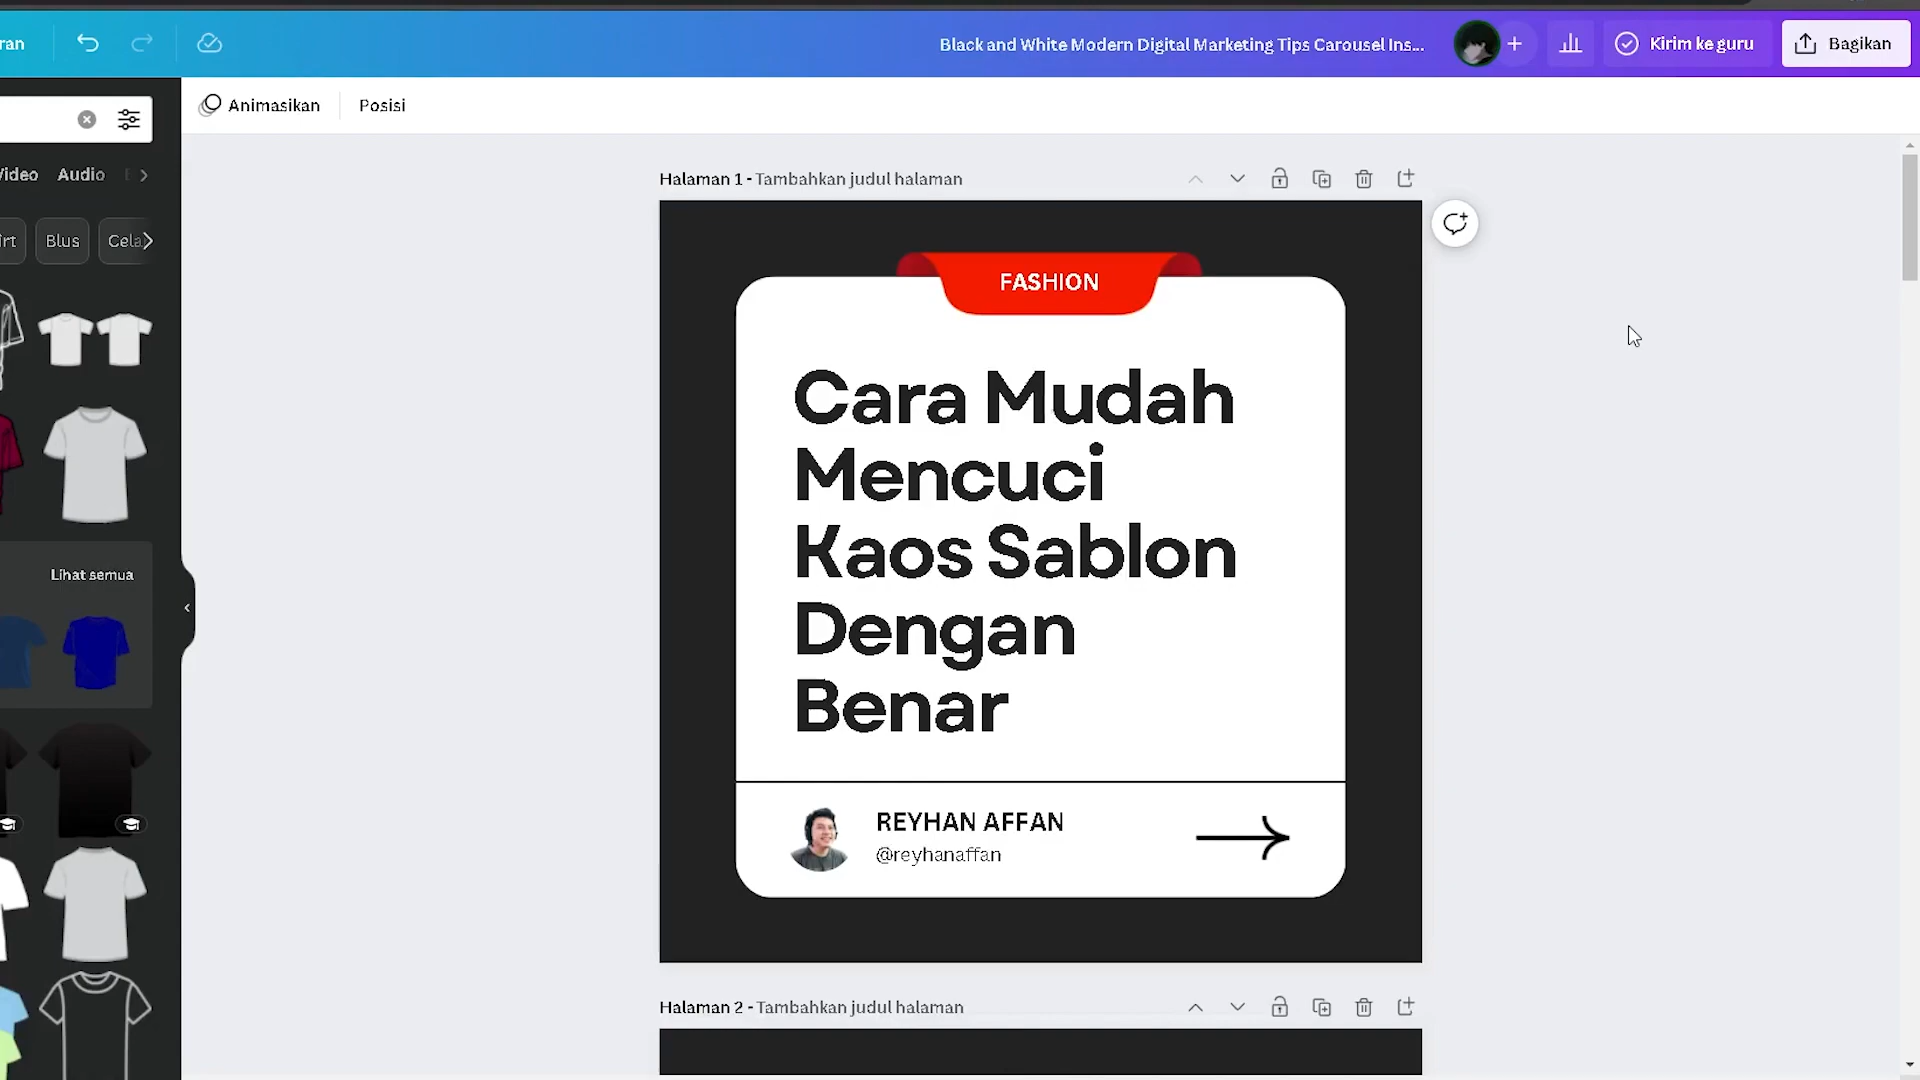 ran
Black and White Modern Digital Marketing Tips Carousel Ins...
Kirim ke guru
Bagikan
Animasikan
Posisi
Video
Audio
Blus
Lihat semua
Halaman 1 - Tambahkan judul halaman
FASHION
Cara Mudah
Mencuci
Kaos Sablon
Dengan
Benar
REYHAN AFFAN
@reyhanaffan
Halaman 2 - Tambahkan judul halaman